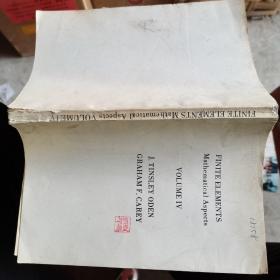 FINITE ELEMENTS Mathematical Aspects VOLUME IV
FINITE ELEMENTS
Mathematical Aspects
VOLUME IV
J. TINSLEY ODEN
GRAHAM F. CAREY